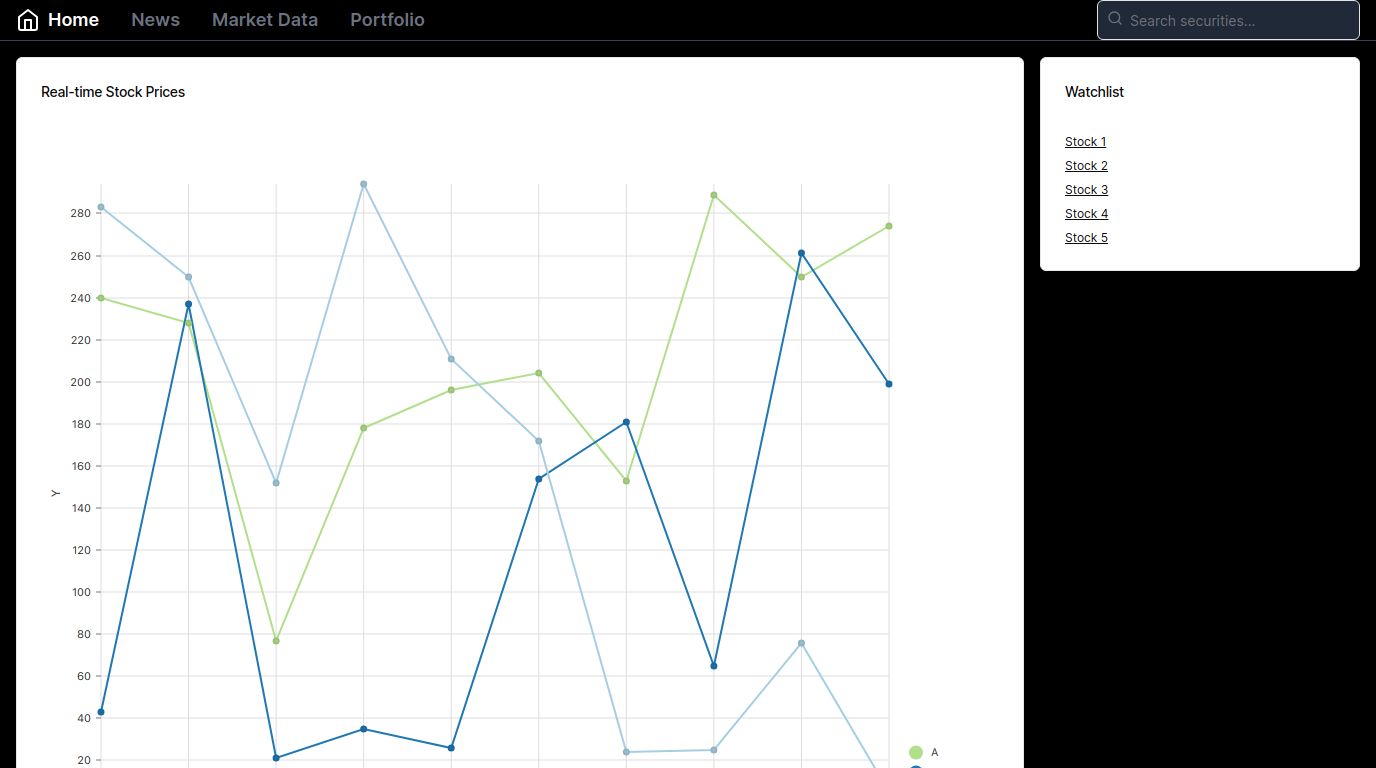 Home News Market Data Portfolio Search securities...
Real-time Stock Prices
Watchlist
Stock 1
Stock 2
Stock 3
Stock 4
Stock 5
280
260
240
220
200
180
160
Y
140
120
100
80
60
40
20
A